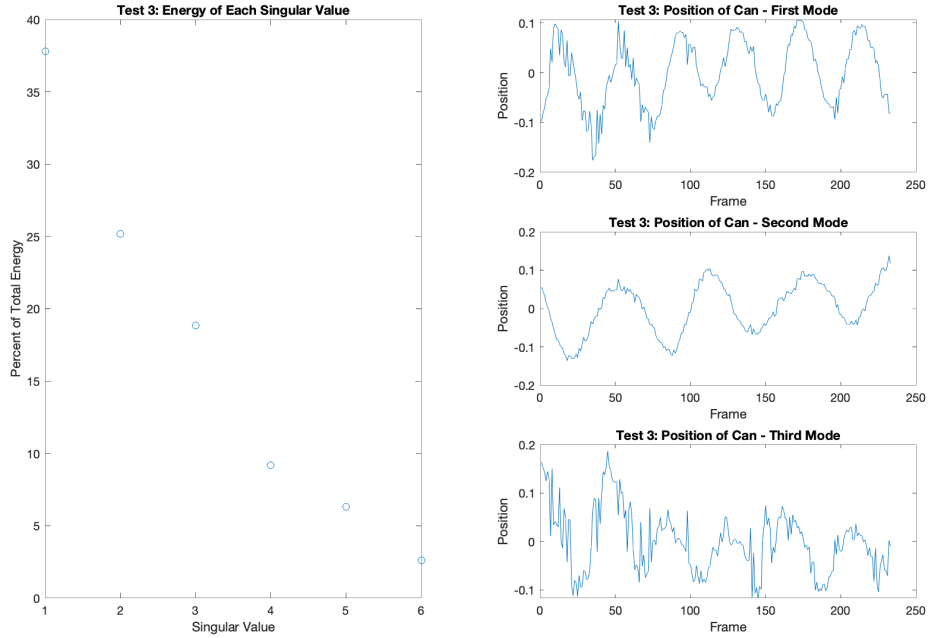 Test 3: Energy of Each Singular Value
40
35
30
25
20
15
10
5
0
Percent of Total Energy
1 2 3 4 5 6
Singular Value
Test 3: Position of Can - First Mode
0.1
0
-0.1
-0.2
Position
0 50 100 150 200 250
Frame
Test 3: Position of Can - Second Mode
0.2
0.1
0
-0.1
-0.2
Position
0 50 100 150 200 250
Frame
Test 3: Position of Can - Third Mode
0.2
0.1
0
-0.1
Position
0 50 100 150 200 250
Frame